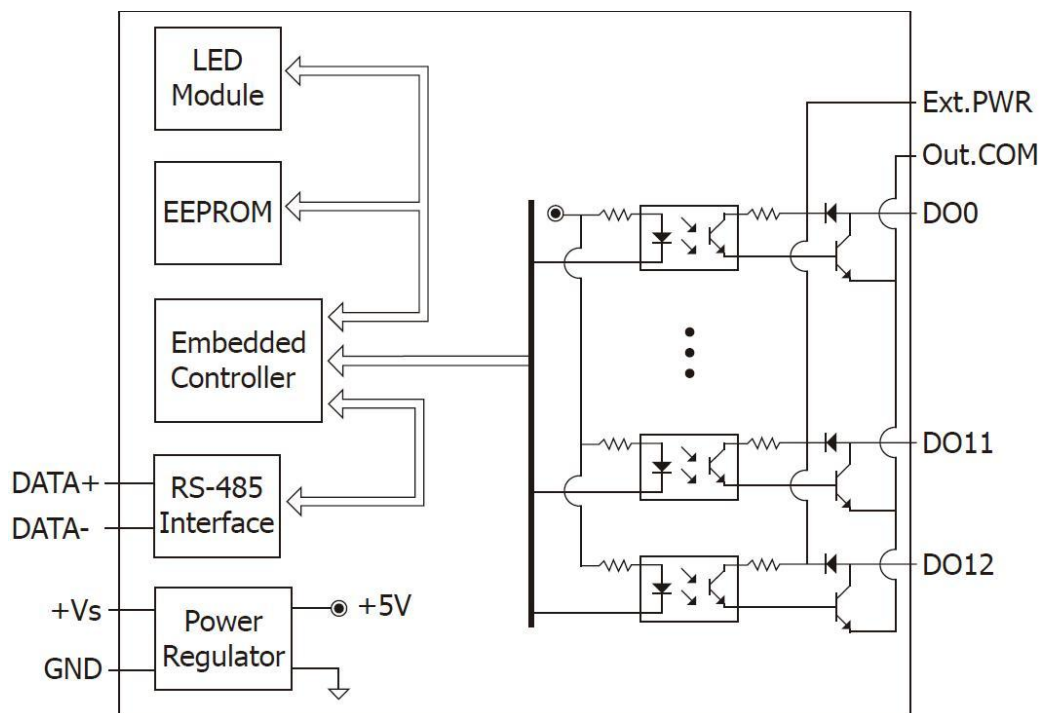 LED
Module
EEPROM
Embedded
Controller
RS-485
Interface
Power
Regulator
DATA+
DATA-
+Vs
GND
+5V
Ext.PWR
Out.COM
DO0
DO11
DO12